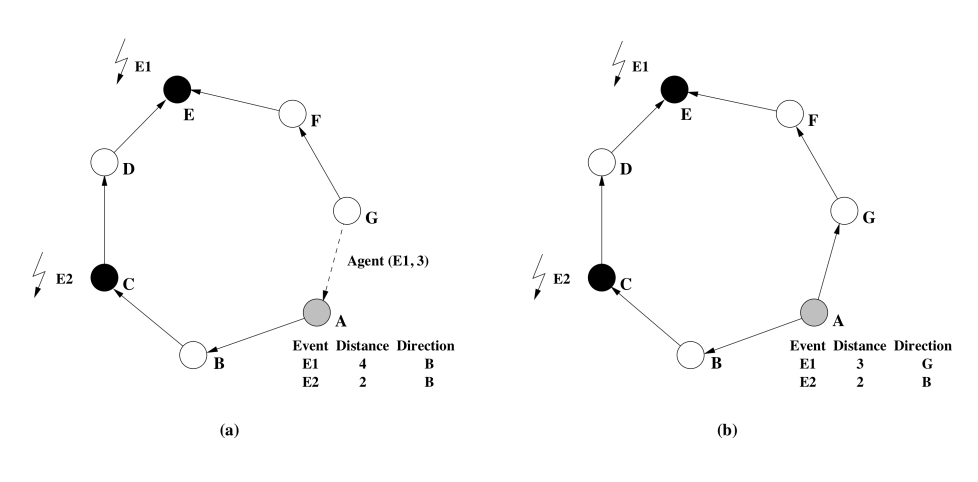 E1
E
F
D
G
Agent (E1, 3)
E2
C
A
B
Event Distance Direction
E1 4 B
E2 2 B
(a)
E1
E
F
D
G
E2
C
A
B
Event Distance Direction
E1 3 G
E2 2 B
(b)